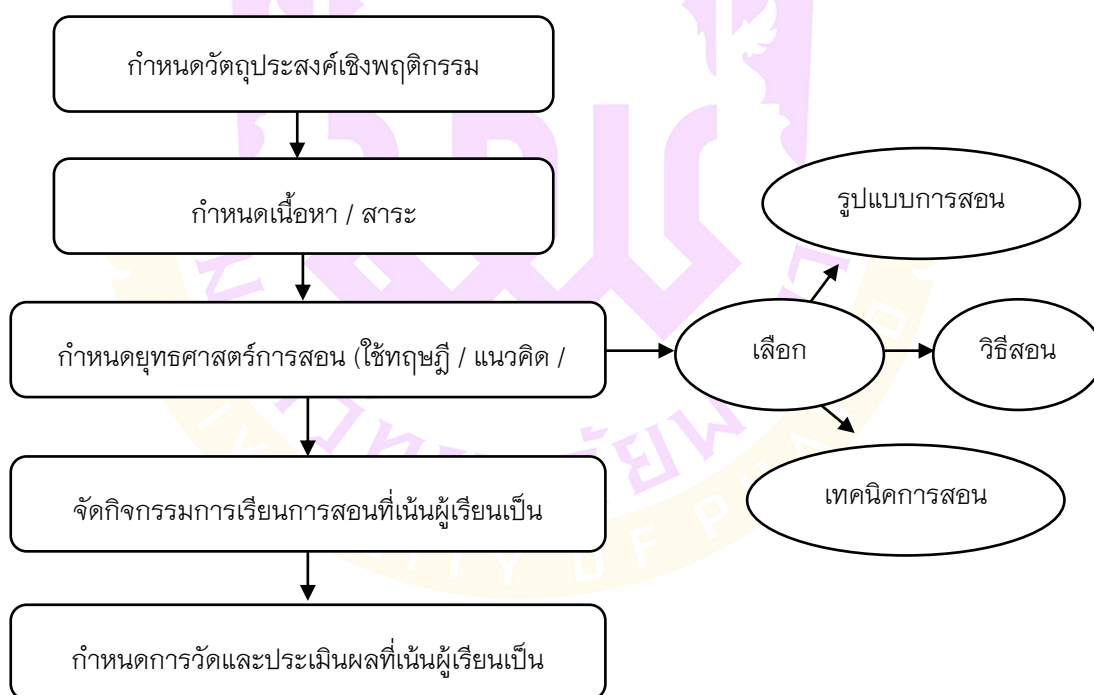 กำหนดวัตถุประสงค์เชิงพฤติกรรม
กำหนดเนื้อหา / สาระ
รูปแบบการสอน
กำหนดยุทธศาสตร์การสอน (ใช้ทฤษฎี / แนวคิด /
เลือก
วิธีสอน
จัดกิจกรรมการเรียนการสอนที่เน้นผู้เรียนเป็น
เทคนิคการสอน
กำหนดการวัดและประเมินผลที่เน้นผู้เรียนเป็น